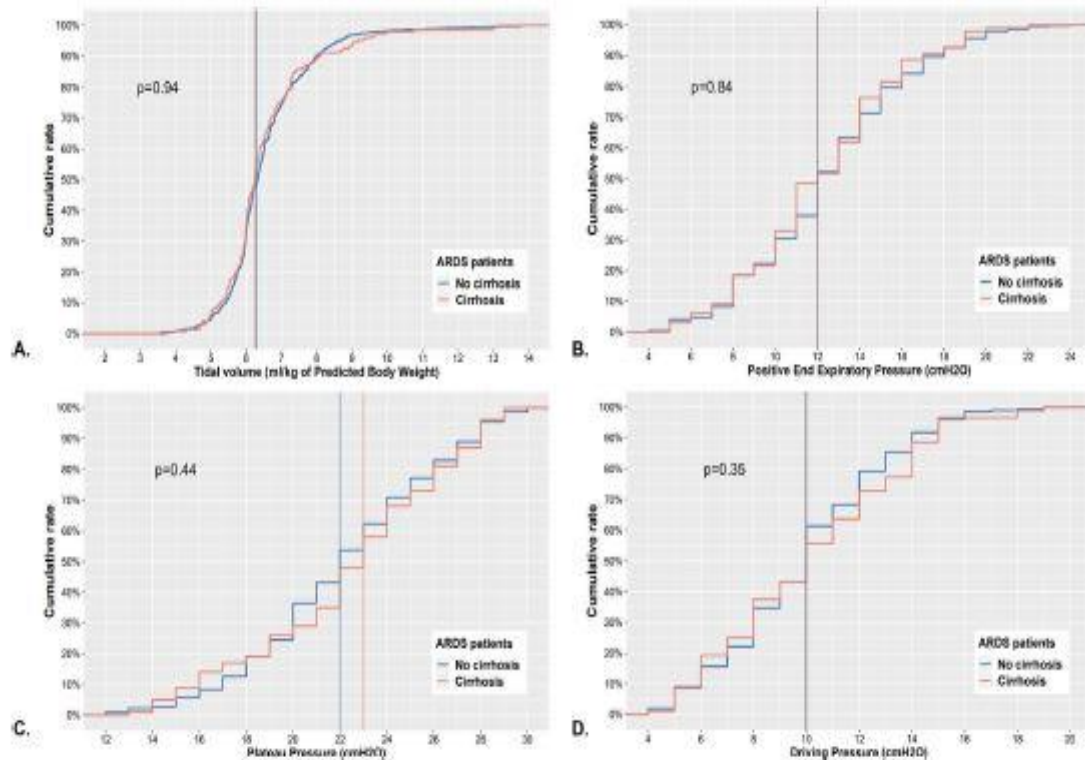 100%
90%
80%
70%
60%
50%
40%
30%
20%
10%
0%
Cumulative rate
p=0.94
ARDS patients
No cirrhosis
Cirrhosis
2 3 4 5 6 7 8 9 10 11 12 13 14
Tidal volume (ml/kg of Predicted Body Weight)
A.
100%
90%
80%
70%
60%
50%
40%
30%
20%
10%
0%
Cumulative rate
p=0.84
ARDS patients
No cirrhosis
Cirrhosis
4 6 8 10 12 14 16 18 20 22 24
Positive End Expiratory Pressure (cmH2O)
B.
100%
90%
80%
70%
60%
50%
40%
30%
20%
10%
0%
Cumulative rate
p=0.44
ARDS patients
No cirrhosis
Cirrhosis
12 14 16 18 20 22 24 26 28 30
Plateau Pressure (cmH2O)
C.
100%
90%
80%
70%
60%
50%
40%
30%
20%
10%
0%
Cumulative rate
p=0.35
ARDS patients
No cirrhosis
Cirrhosis
4 6 8 10 12 14 16 18 20
Driving Pressure (cmH2O)
D.